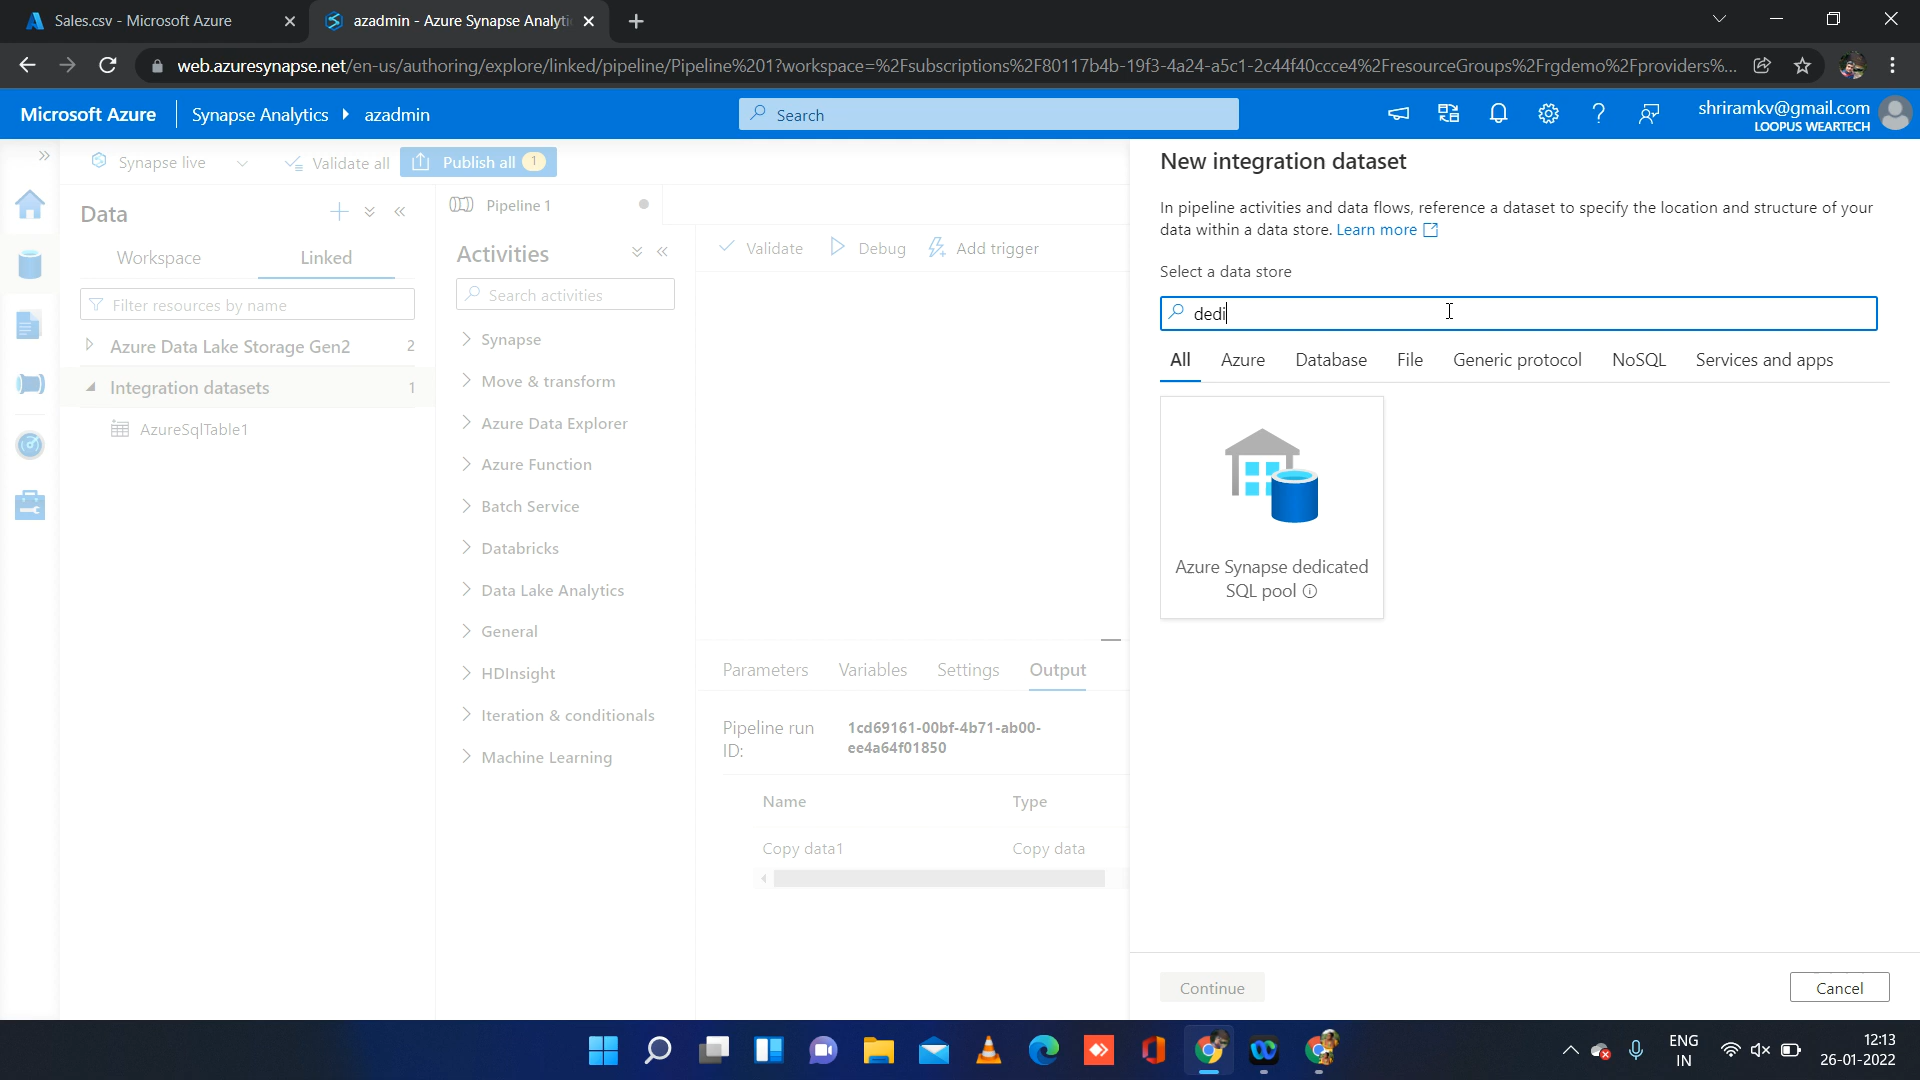 Sales.csv - Microsoft Azure
azadmin - Azure Synapse Analyti
web.azuresynapse.net/en-us/authoring/explore/linked/pipeline/Pipeline%201?workspace=%2Fsubscriptions%2F80117b4b-19f3-4a24-a5c1-2c44f40ccce4%2FresourceGroups%2Frgdemo%2Fproviders%...
Microsoft Azure
Synapse Analytics
azadmin
Search
shriramkv@gmail.com
LOOPUS WEARTECH
Synapse live
Validate all
Publish all 1
Data
Workspace
Linked
Filter resources by name
Azure Data Lake Storage Gen2 2
Integration datasets 1
AzureSqlTable1
Pipeline 1
Activities
Search activities
Synapse
Move & transform
Azure Data Explorer
Azure Function
Batch Service
Databricks
Data Lake Analytics
General
HDInsight
Iteration & conditionals
Machine Learning
Validate
Debug
Add trigger
Parameters
Variables
Settings
Output
Pipeline run
ID:
1cd69161-00bf-4b71-ab00-
ee4a64f01850
Name
Type
Copy data1
Copy data
New integration dataset
In pipeline activities and data flows, reference a dataset to specify the location and structure of your
data within a data store. Learn more
Select a data store
dedi
All
Azure
Database
File
Generic protocol
NoSQL
Services and apps
Azure Synapse dedicated
SQL pool
Continue
Cancel
ENG
IN
12:13
26-01-2022